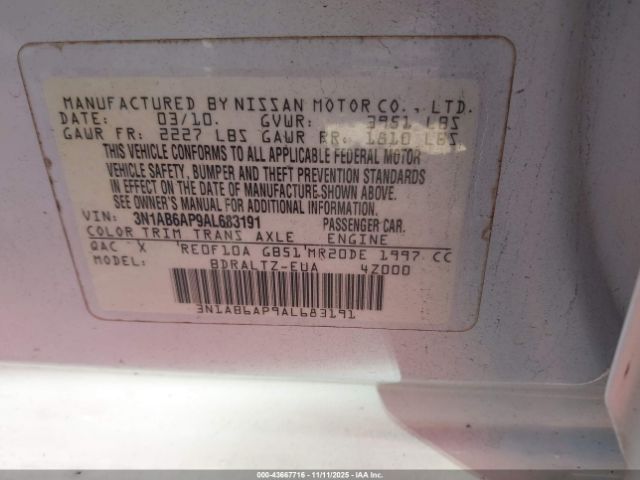 MANUFACTURED BY NISSAN MOTOR CO., LTD.
DATE: 03/10. GVWR: 3951 LBS
GAWR FR: 2227 LBS GAWR RR: 1810 LBS
THIS VEHICLE CONFORMS TO ALL APPLICABLE FEDERAL MOTOR
VEHICLE SAFETY, BUMPER AND THEFT PREVENTION STANDARDS
IN EFFECT ON THE DATE OF MANUFACTURE SHOWN ABOVE.
SEE OWNER'S MANUAL FOR ADDITIONAL INFORMATION.
VIN: 3N1AB6AP9AL683191 PASSENGER CAR.
COLOR TRIM TRANS AXLE ENGINE
QAC X RE0F10A GB51 MR20DE 1997 CC
MODEL: BDRALTZ-EUA 4Z000
3N1AB6AP9AL683191
000-43667716 - 11/11/2025 - IAA Inc.